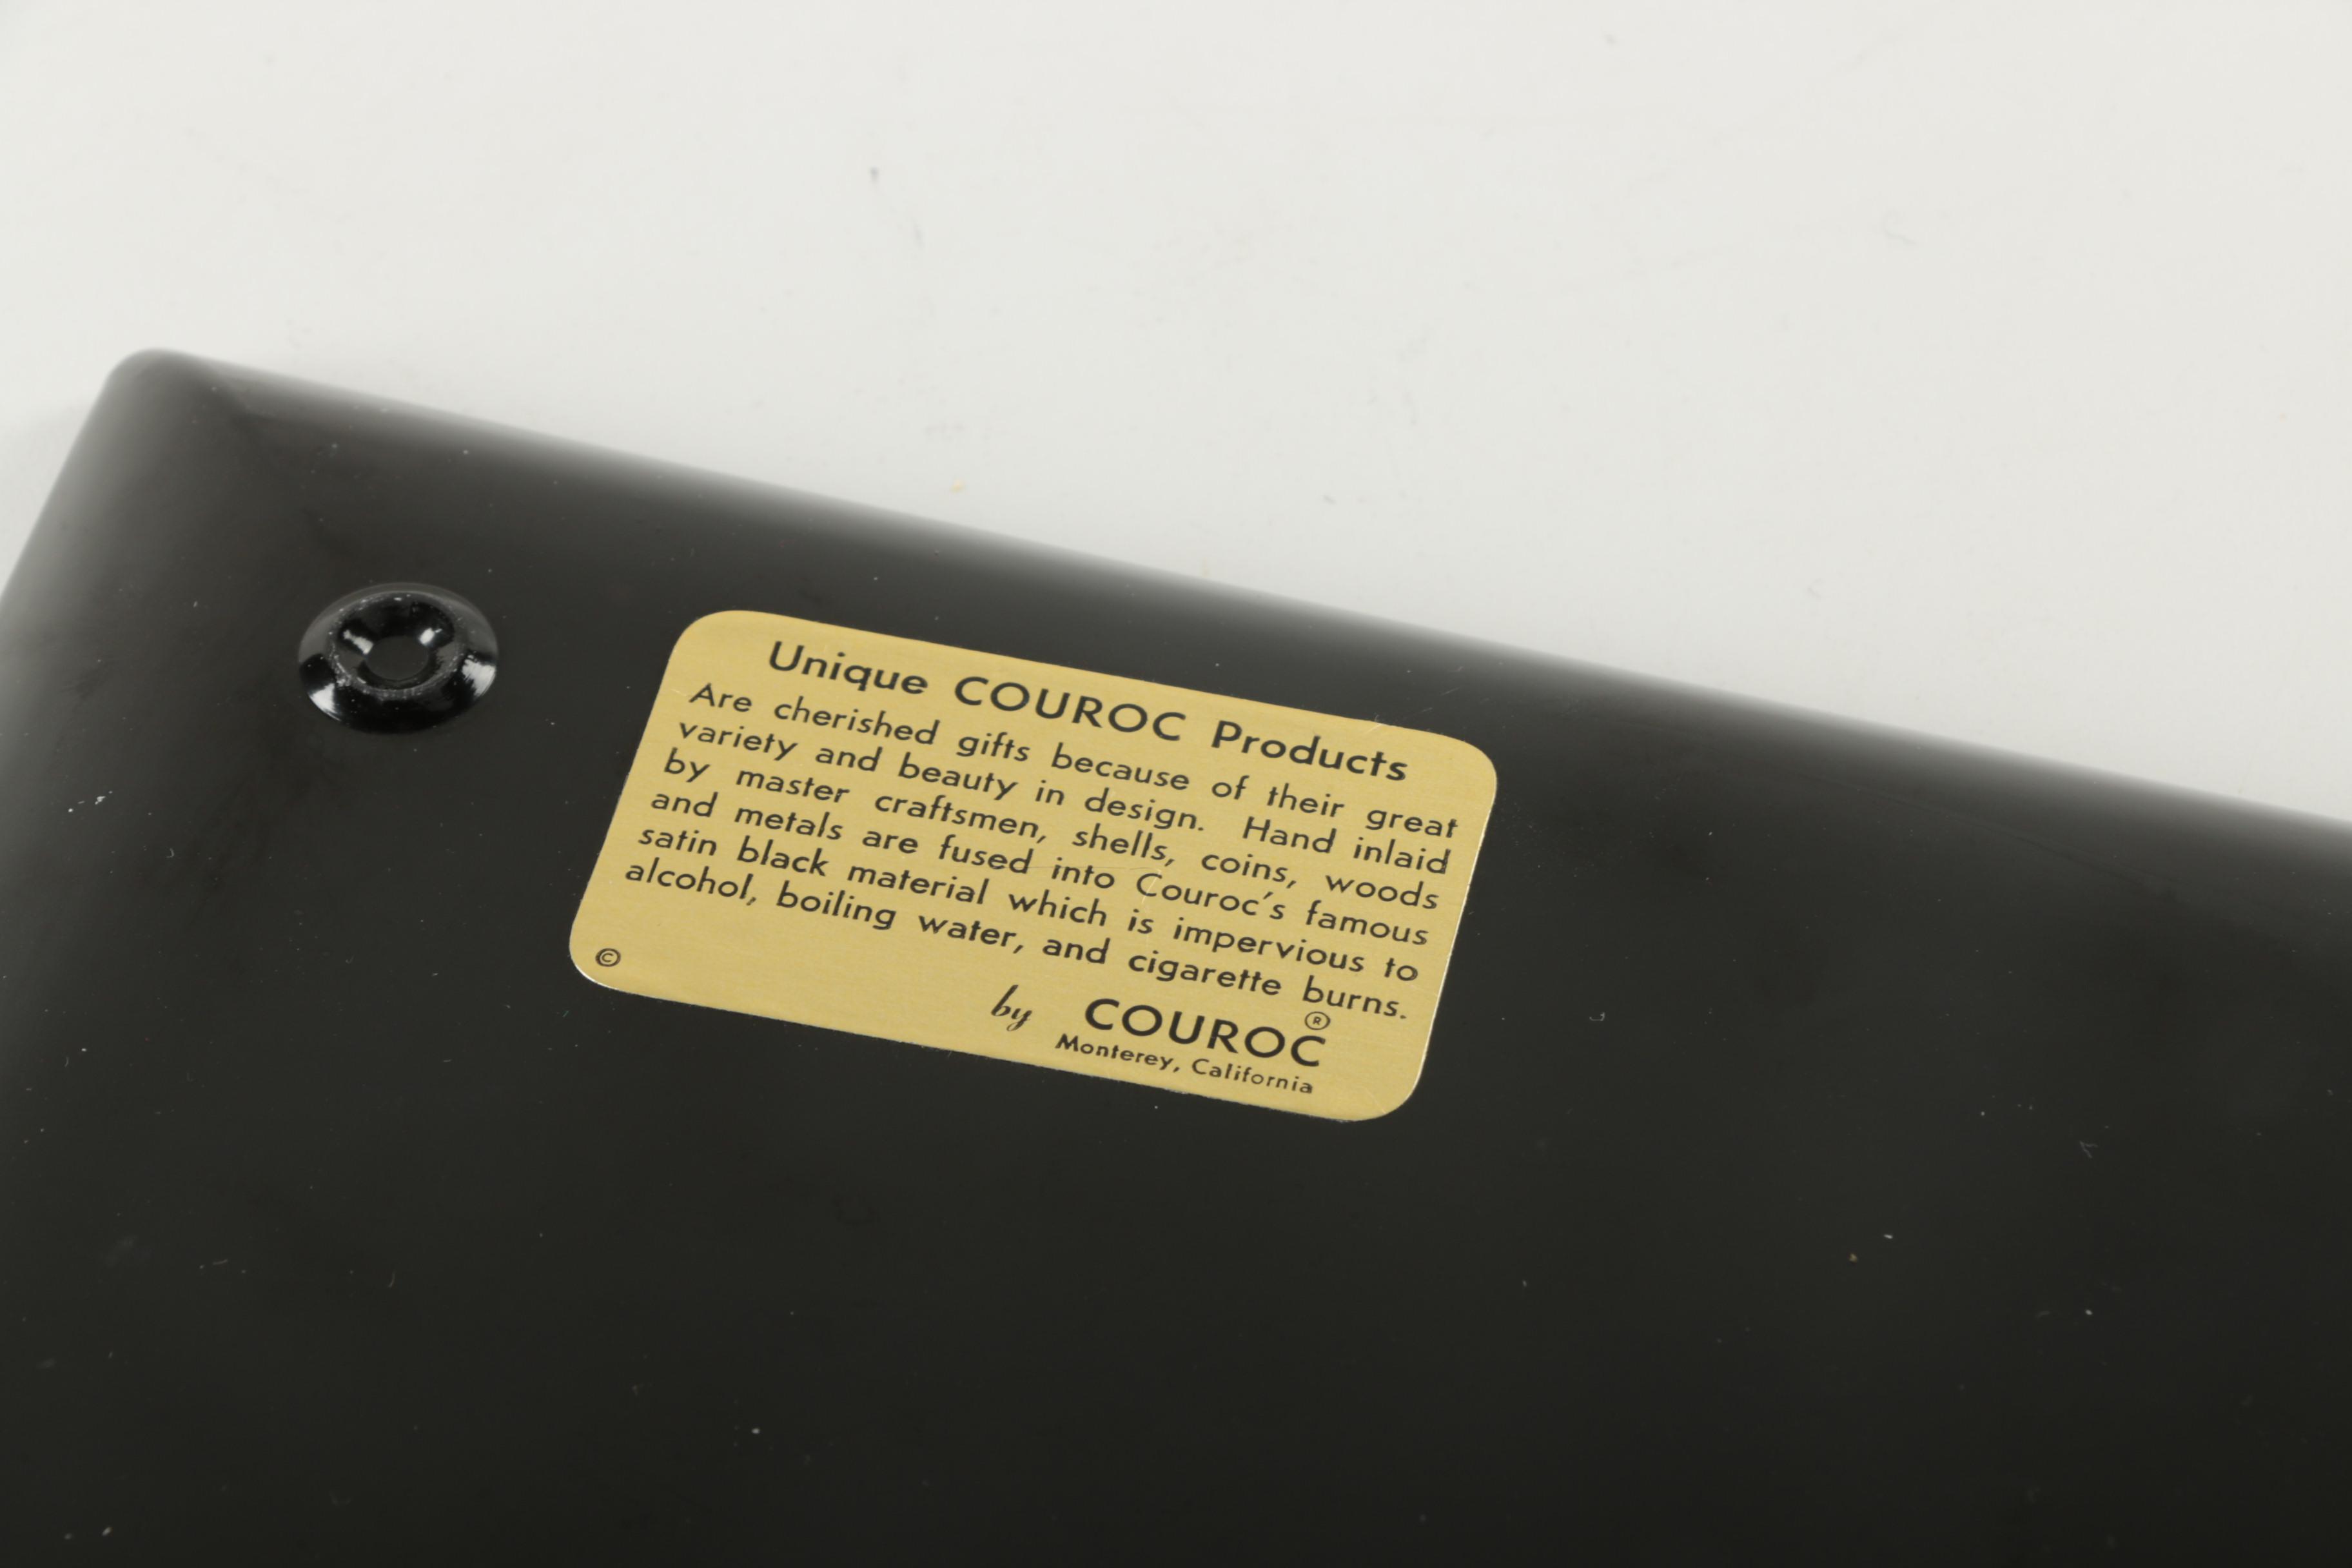 Unique COUROC Products
Are cherished gifts because of their great
variety and beauty in design. Hand inlaid
by master craftsmen, shells, coins, woods
and metals are fused into Couroc's famous
satin black material which is impervious to
alcohol, boiling water, and cigarette burns.
©
by COUROC®
Monterey, California